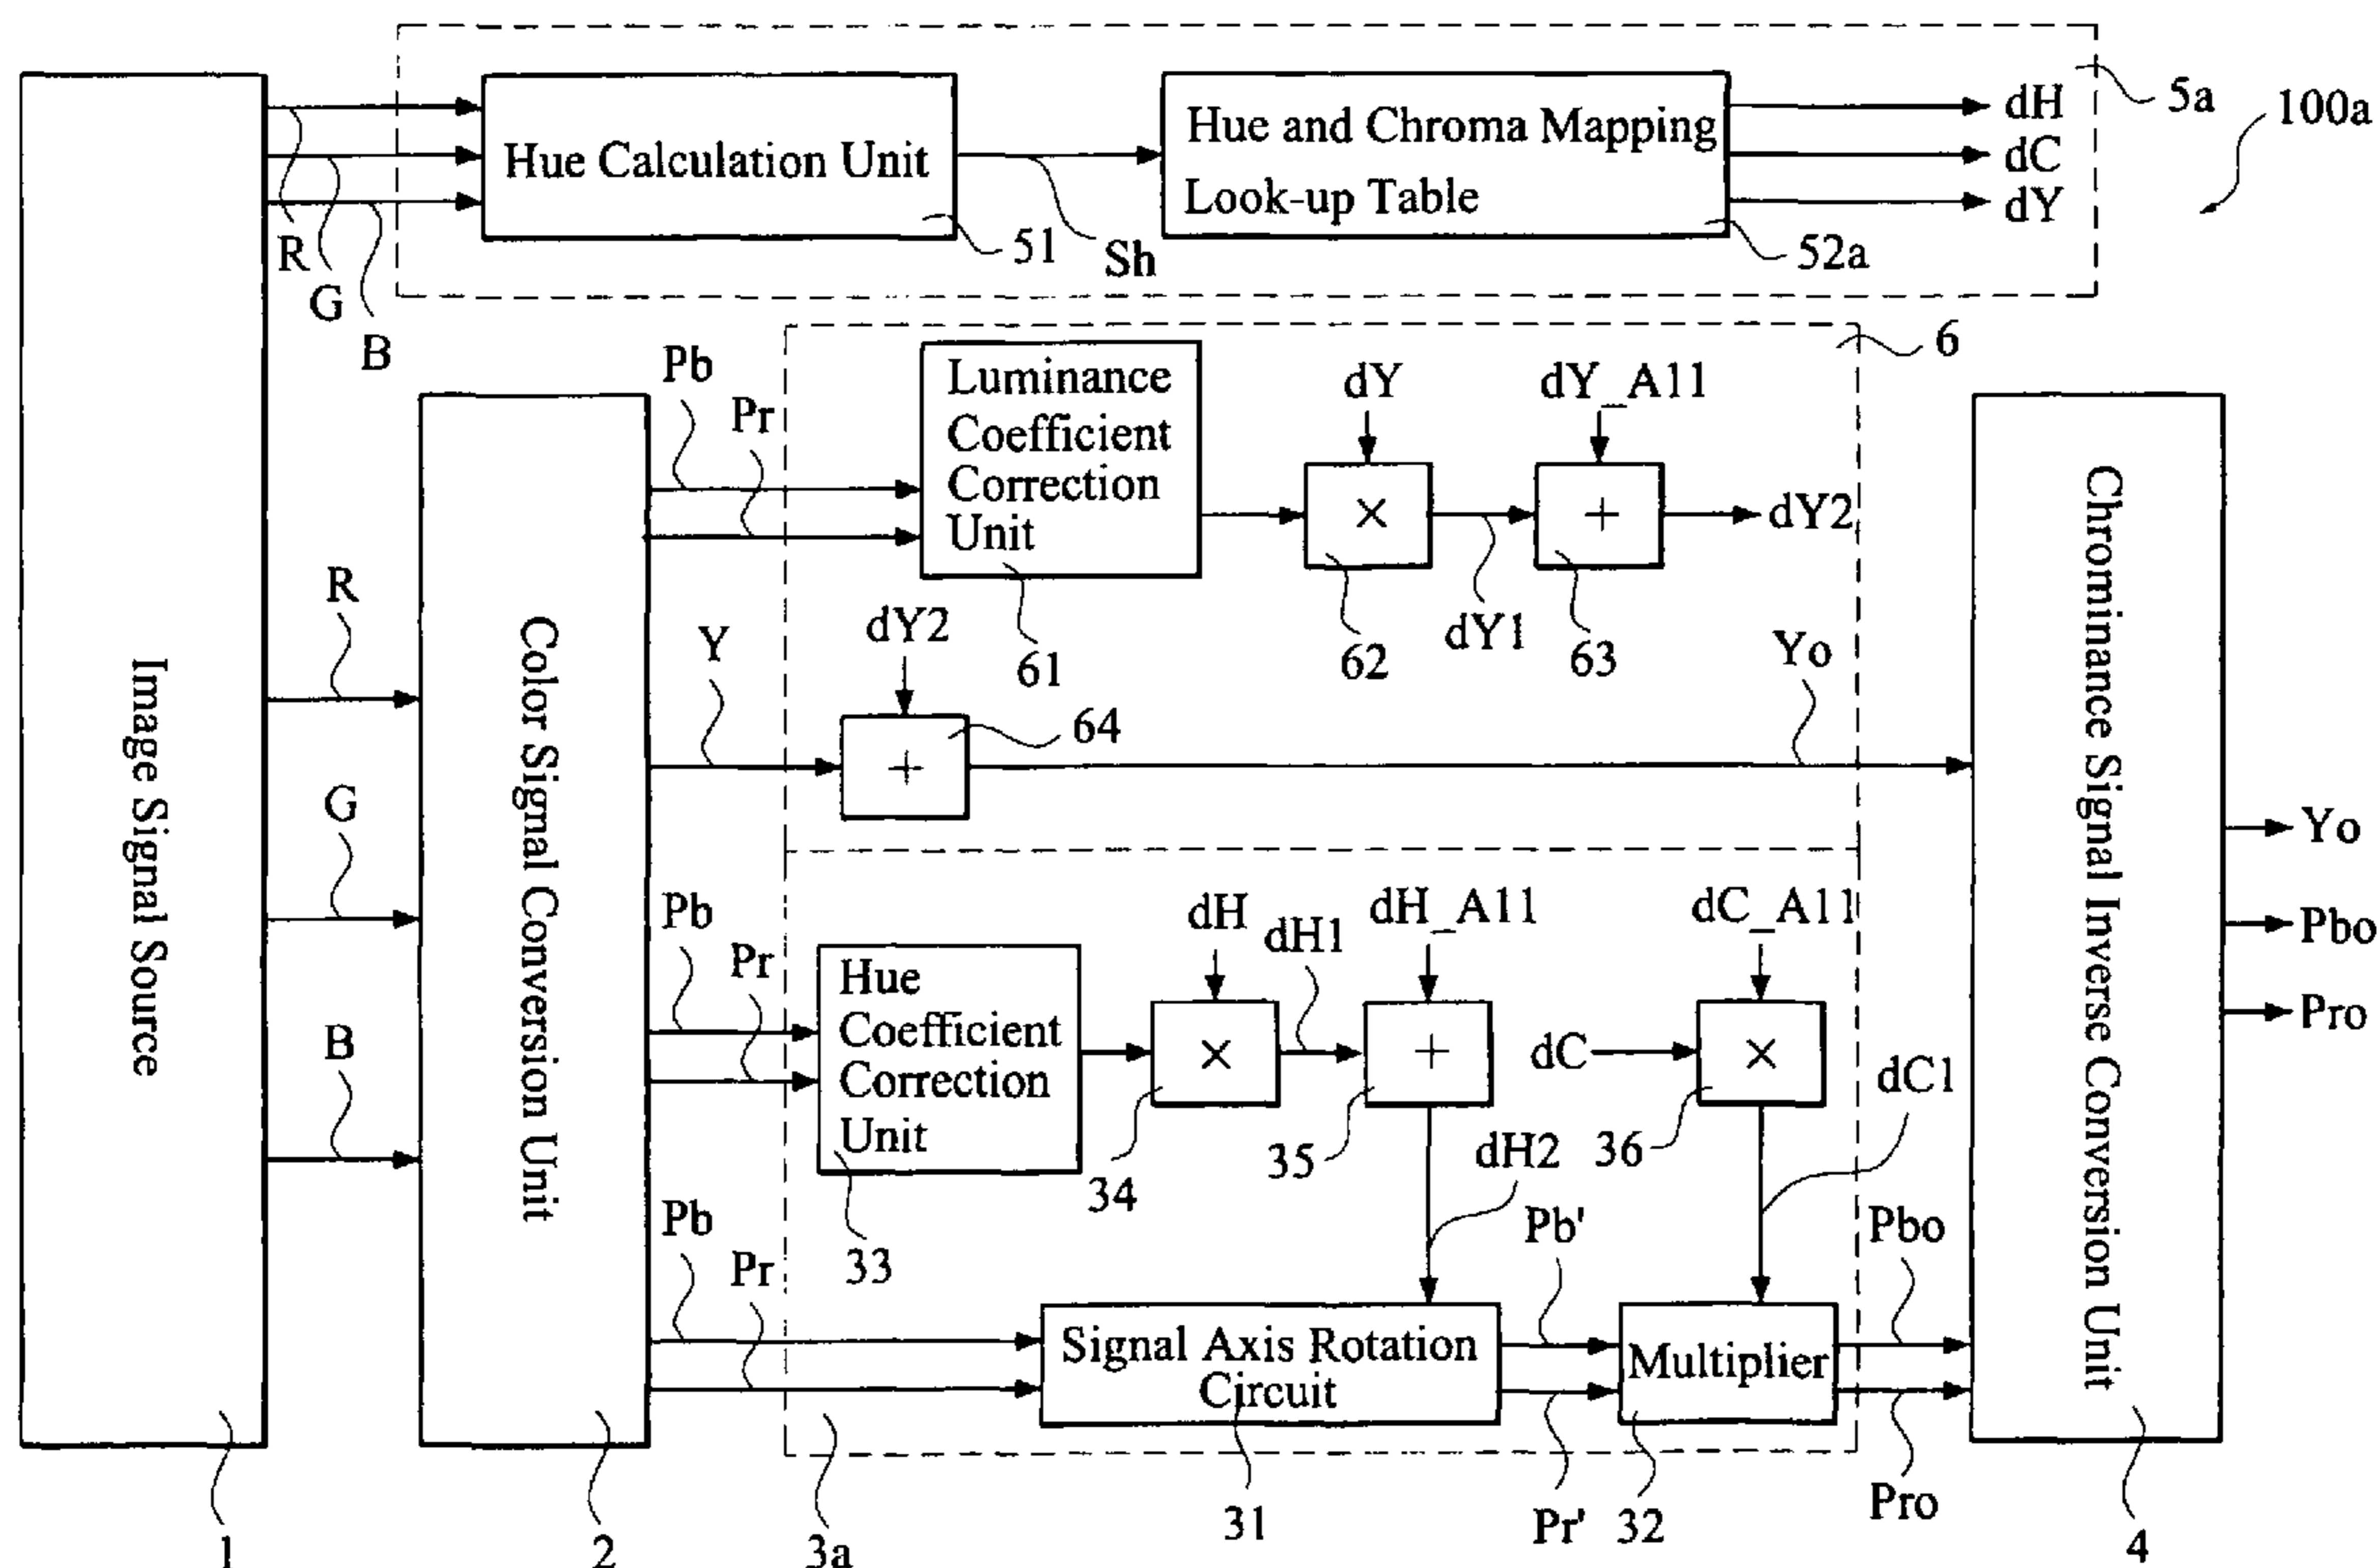 5a
100a
Hue Calculation Unit
51
Sh
Hue and Chroma Mapping
Look-up Table
52a
dH
dC
dY
R
G
B
6
Pb
Pr
Luminance
Coefficient
Correction
Unit
61
dY
×
62
dY1
dY_A11
+
63
dY2
R
G
B
Y
dY2
+
64
Yo
Image Signal Source
1
Color Signal Conversion Unit
2
Pb
Pr
Hue
Coefficient
Correction
Unit
33
dH
×
34
dH1
dH_A11
+
35
dH2
dC_A11
dC
×
36
dC1
Pb
Pr
Signal Axis Rotation
Circuit
31
Pb'
Pr'
Multiplier
32
Pbo
Pro
3a
Chrominance Signal Inverse Conversion Unit
4
Yo
Pbo
Pro